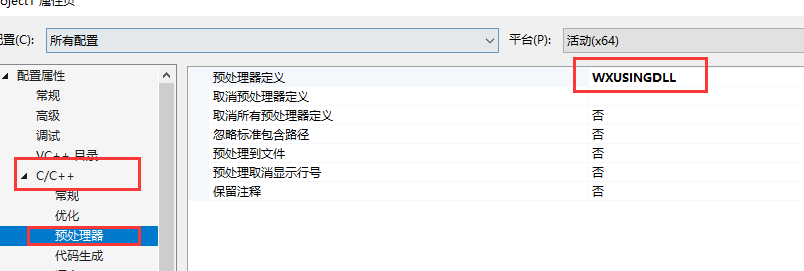 roject1 属性页
配置(C):
所有配置
平台(P):
活动(x64)
配置属性
常规
高级
调试
VC++ 目录
C/C++
常规
优化
预处理器
代码生成
预处理器定义 WXUSINGDLL
取消预处理器定义
取消所有预处理器定义 否
忽略标准包含路径 否
预处理到文件 否
预处理取消显示行号 否
保留注释 否